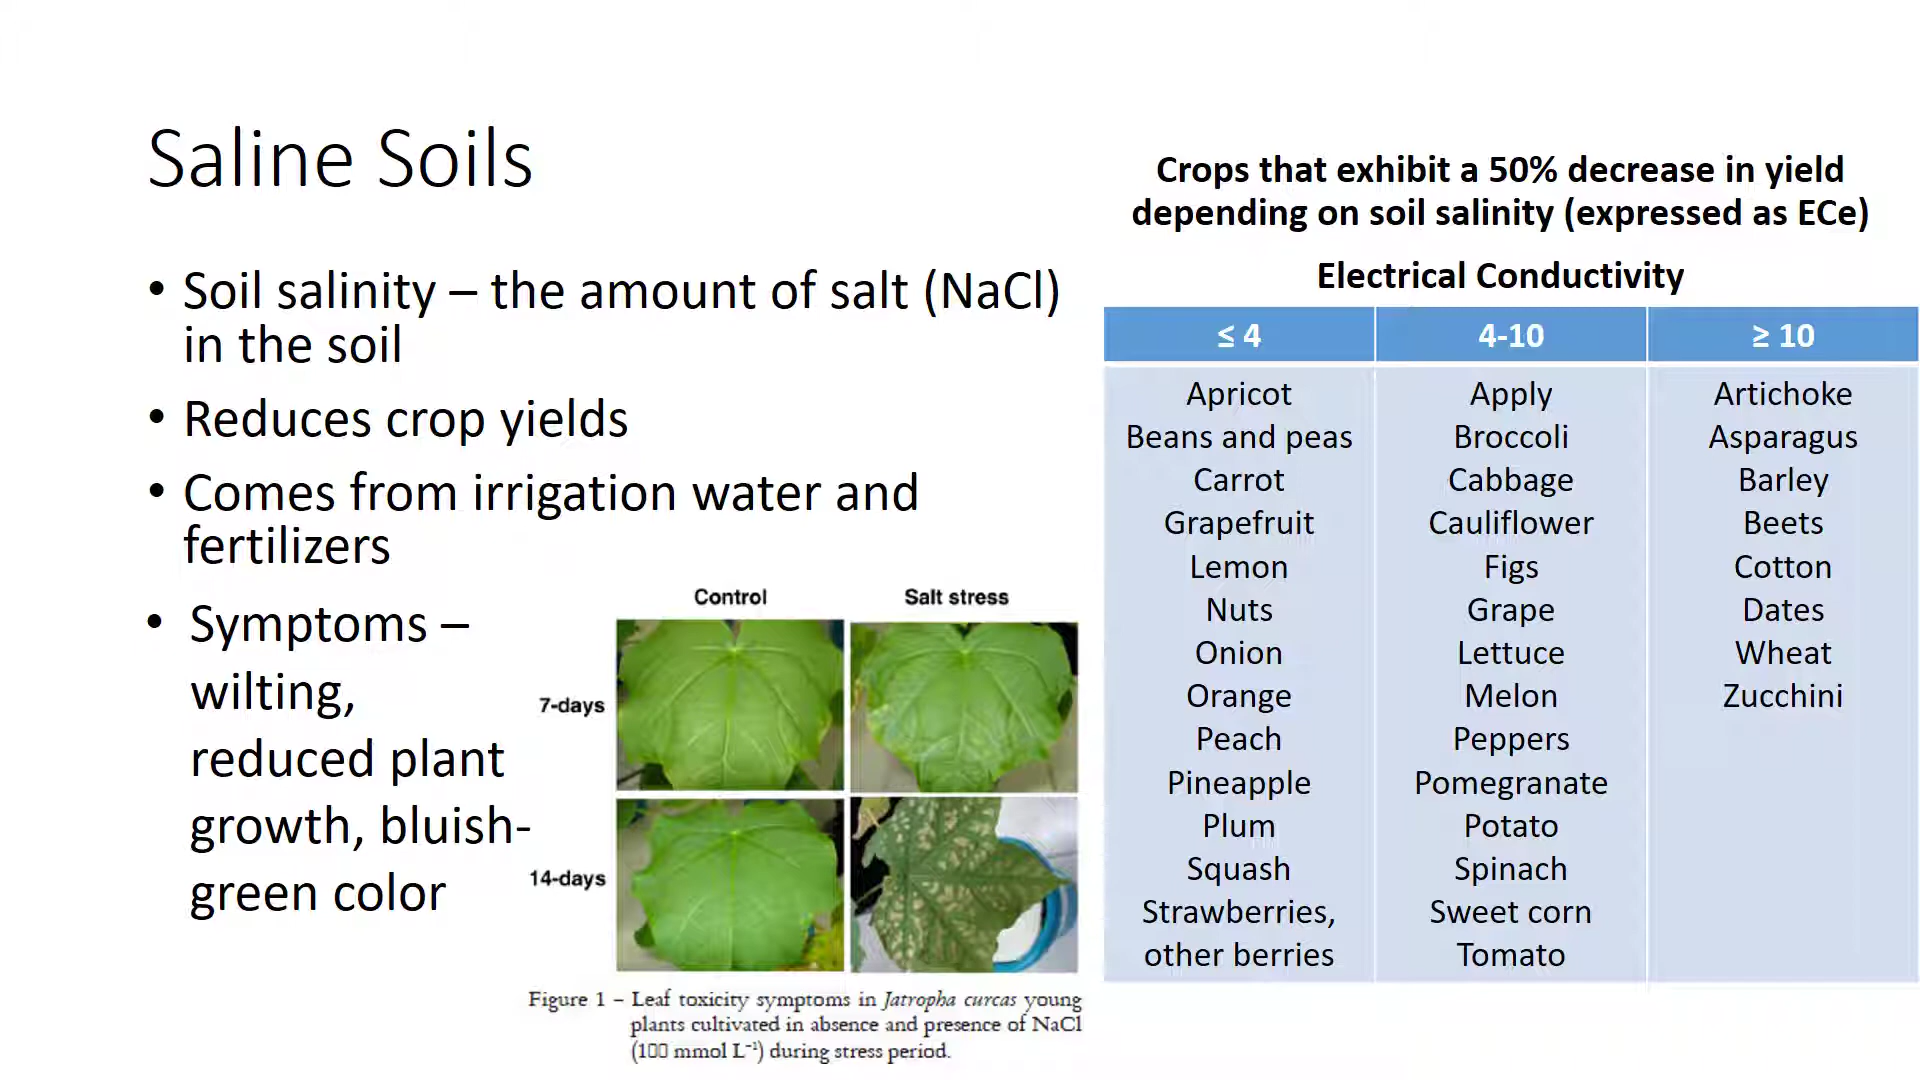 Saline Soils
• Soil salinity – the amount of salt (NaCl)
in the soil
• Reduces crop yields
• Comes from irrigation water and
fertilizers
• Symptoms –
wilting,
reduced plant
growth, bluish-
green color
Control Salt stress
7-days
14-days
Figure 1 – Leaf toxicity symptoms in Jatropha curcas young
plants cultivated in absence and presence of NaCl
(1▯▯ mmol L⁻¹) during stress period.
Crops that exhibit a 50% decrease in yield
depending on soil salinity (expressed as ECe)
Electrical Conductivity
≤ 4 4-10 ≥ 10
Apricot Apply Artichoke
Beans and peas Broccoli Asparagus
Carrot Cabbage Barley
Grapefruit Cauliflower Beets
Lemon Figs Cotton
Nuts Grape Dates
Onion Lettuce Wheat
Orange Melon Zucchini
Peach Peppers
Pineapple Pomegranate
Plum Potato
Squash Spinach
Strawberries, Sweet corn
other berries Tomato